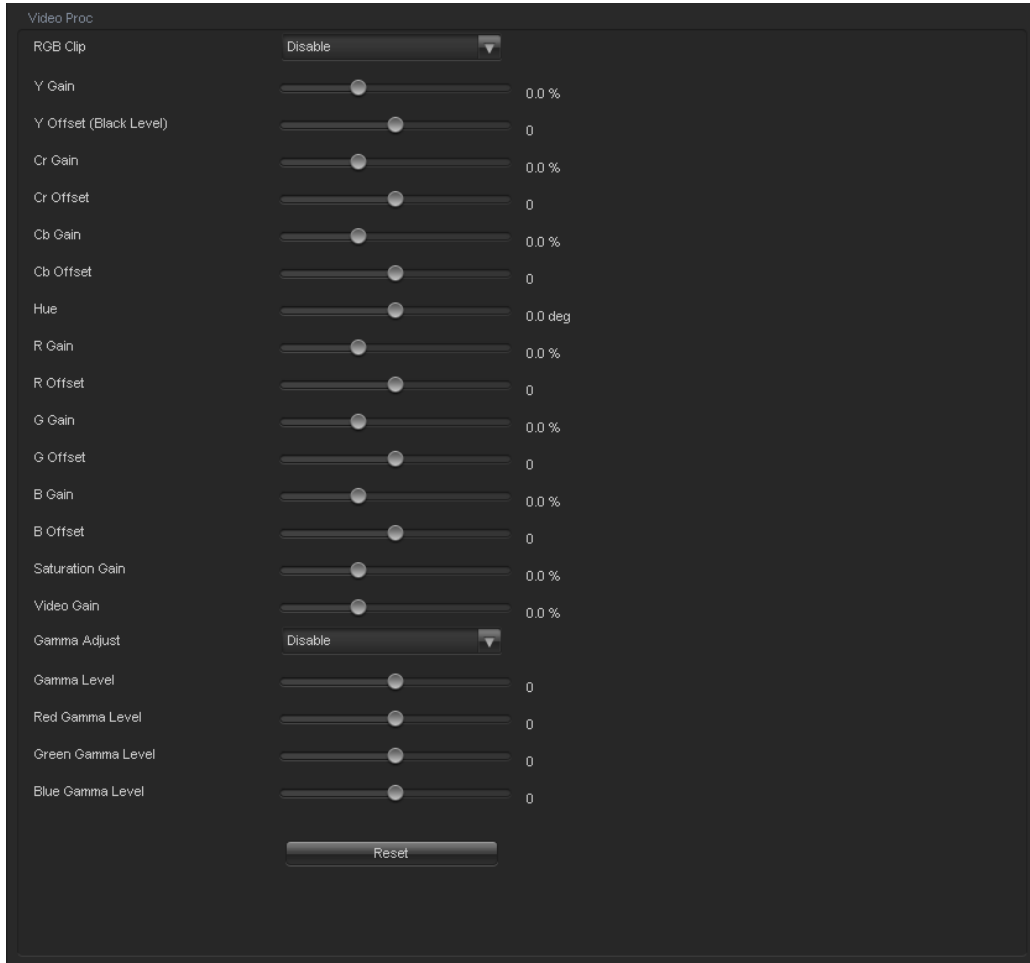 Video Proc
RGB Clip Disable
Y Gain 0.0 %
Y Offset (Black Level) 0
Cr Gain 0.0 %
Cr Offset 0
Cb Gain 0.0 %
Cb Offset 0
Hue 0.0 deg
R Gain 0.0 %
R Offset 0
G Gain 0.0 %
G Offset 0
B Gain 0.0 %
B Offset 0
Saturation Gain 0.0 %
Video Gain 0.0 %
Gamma Adjust Disable
Gamma Level 0
Red Gamma Level 0
Green Gamma Level 0
Blue Gamma Level 0
Reset